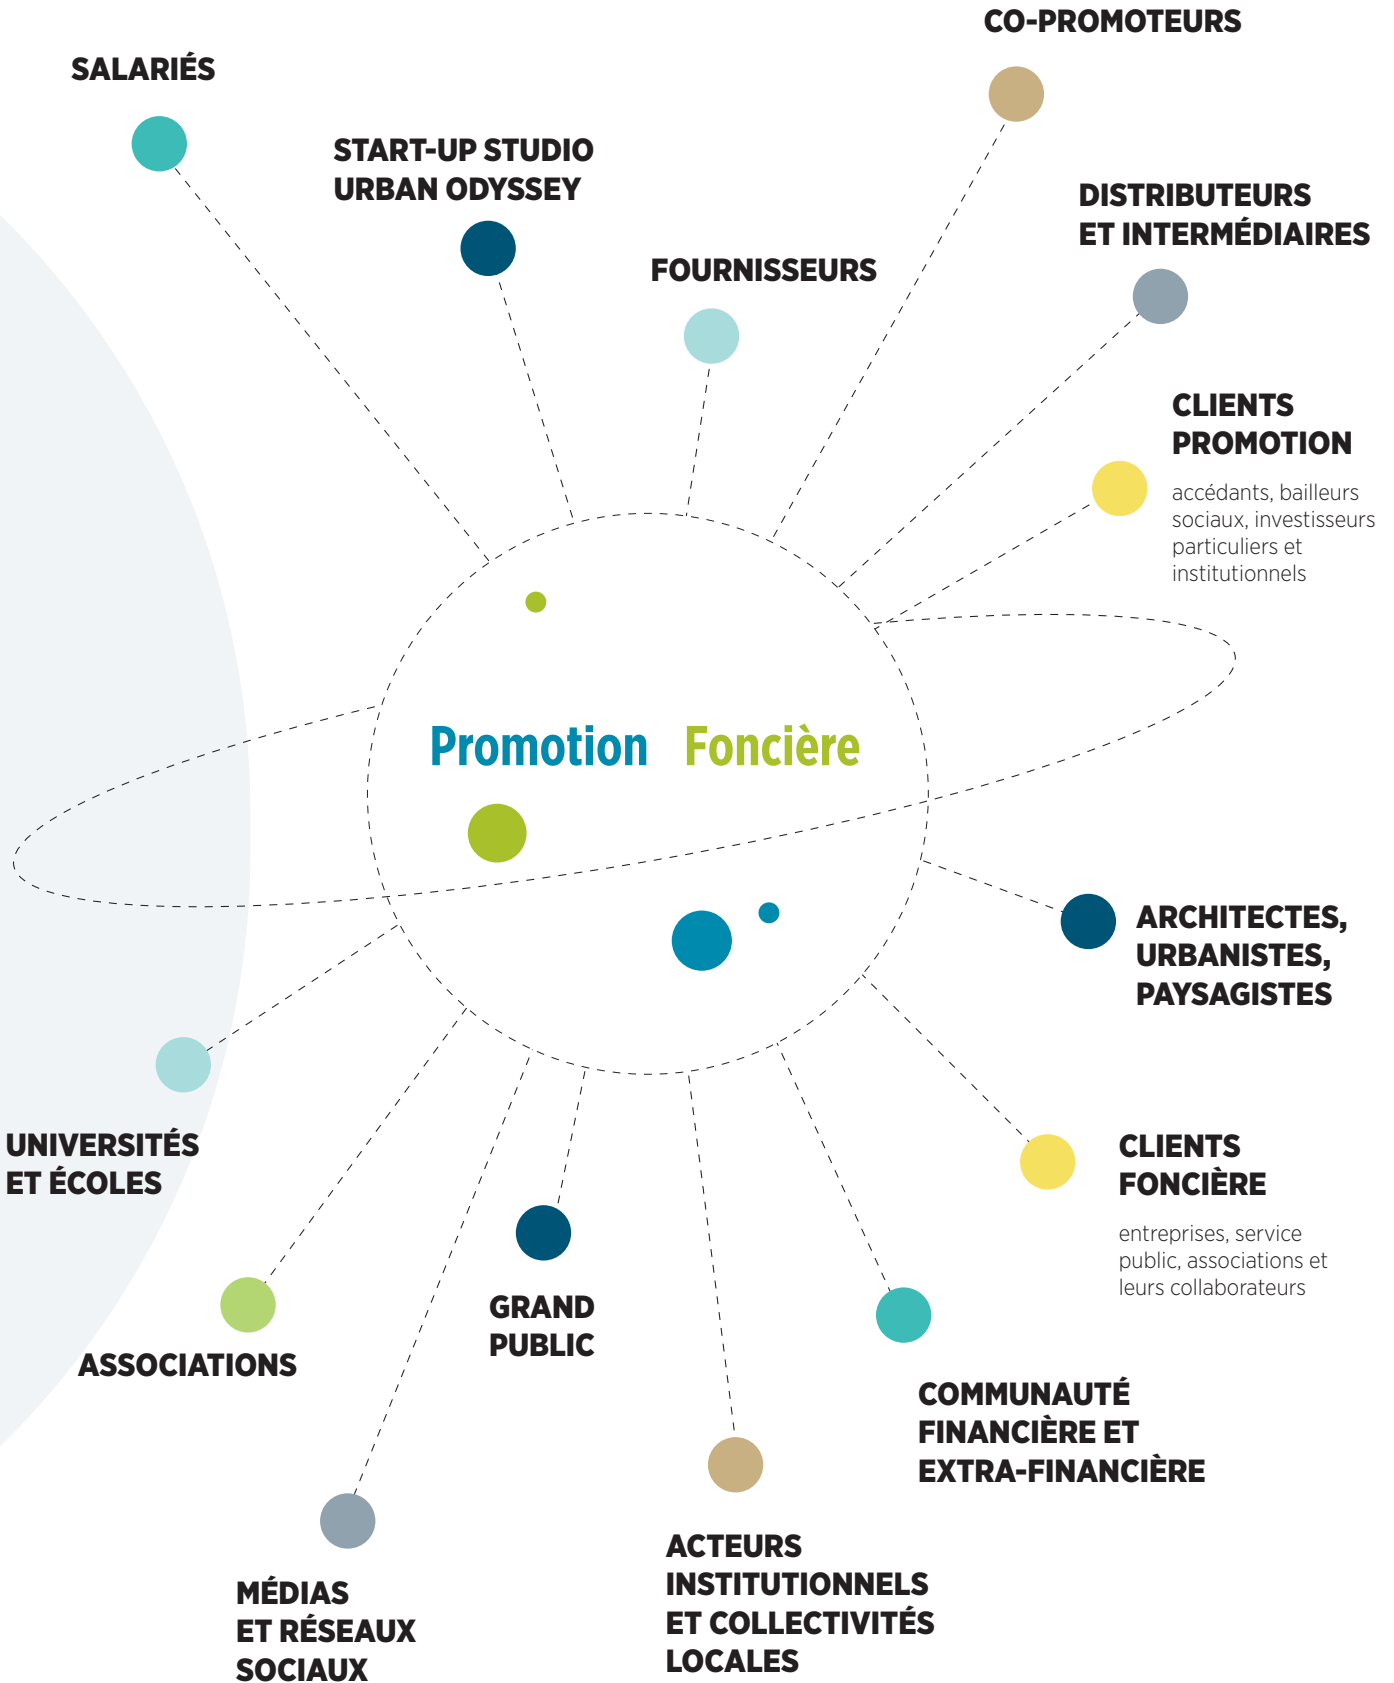 CO-PROMOTEURS
SALARIÉS
START-UP STUDIO
URBAN ODYSSEY
DISTRIBUTEURS
ET INTERMÉDIAIRES
FOURNISSEURS
CLIENTS
PROMOTION
accédants, bailleurs
sociaux, investisseurs
particuliers et
institutionnels
Promotion Foncière
ARCHITECTES,
URBANISTES,
PAYSAGISTES
UNIVERSITÉS
ET ÉCOLES
CLIENTS
FONCIÈRE
entreprises, service
public, associations et
leurs collaborateurs
GRAND
PUBLIC
ASSOCIATIONS
COMMUNAUTÉ
FINANCIÈRE ET
EXTRA-FINANCIÈRE
ACTEURS
INSTITUTIONNELS
ET COLLECTIVITÉS
LOCALES
MÉDIAS
ET RÉSEAUX
SOCIAUX